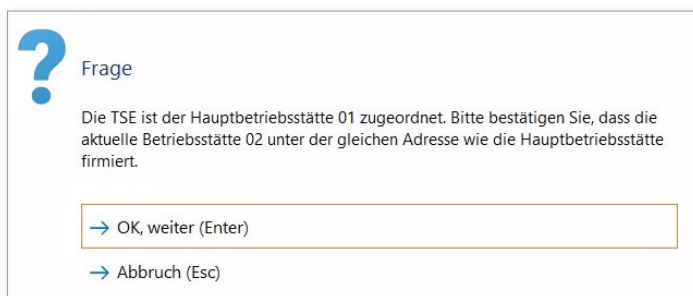 Frage
Die TSE ist der Hauptbetriebsstätte 01 zugeordnet. Bitte bestätigen Sie, dass die
aktuelle Betriebsstätte 02 unter der gleichen Adresse wie die Hauptbetriebsstätte
firmiert.
→ OK, weiter (Enter)
→ Abbruch (Esc)